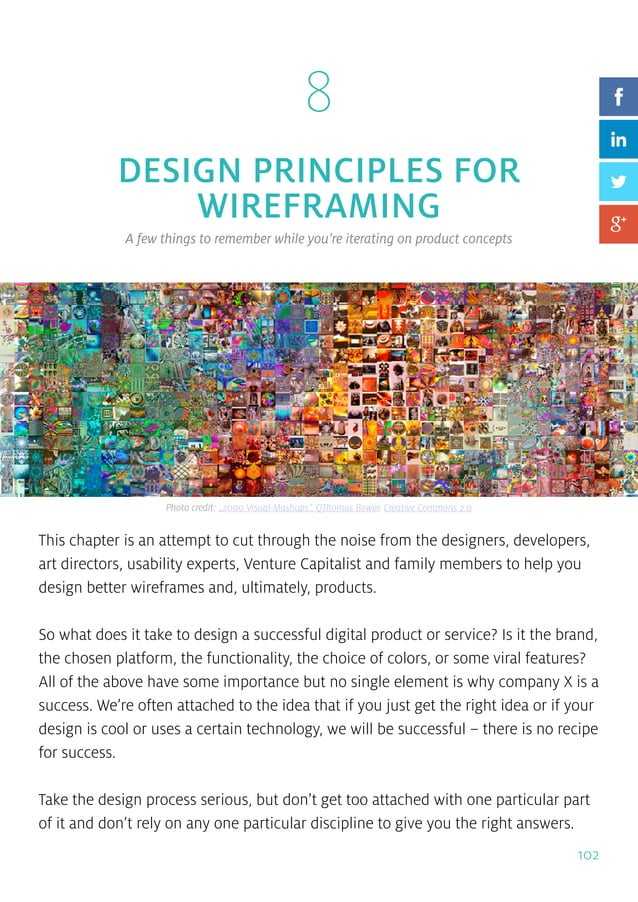 8
DESIGN PRINCIPLES FOR
WIREFRAMING
A few things to remember while you're iterating on product concepts
f
in
g+
Photo credit: „2000 Visual Mashups”. QThomas Bower. Creative Commons 2.0
This chapter is an attempt to cut through the noise from the designers, developers,
art directors, usability experts, Venture Capitalist and family members to help you
design better wireframes and, ultimately, products.
So what does it take to design a successful digital product or service? Is it the brand,
the chosen platform, the functionality, the choice of colors, or some viral features?
All of the above have some importance but no single element is why company X is a
success. We're often attached to the idea that if you just get the right idea or if your
design is cool or uses a certain technology, we will be successful – there is no recipe
for success.
Take the design process serious, but don't get too attached with one particular part
of it and don't rely on any one particular discipline to give you the right answers.
102